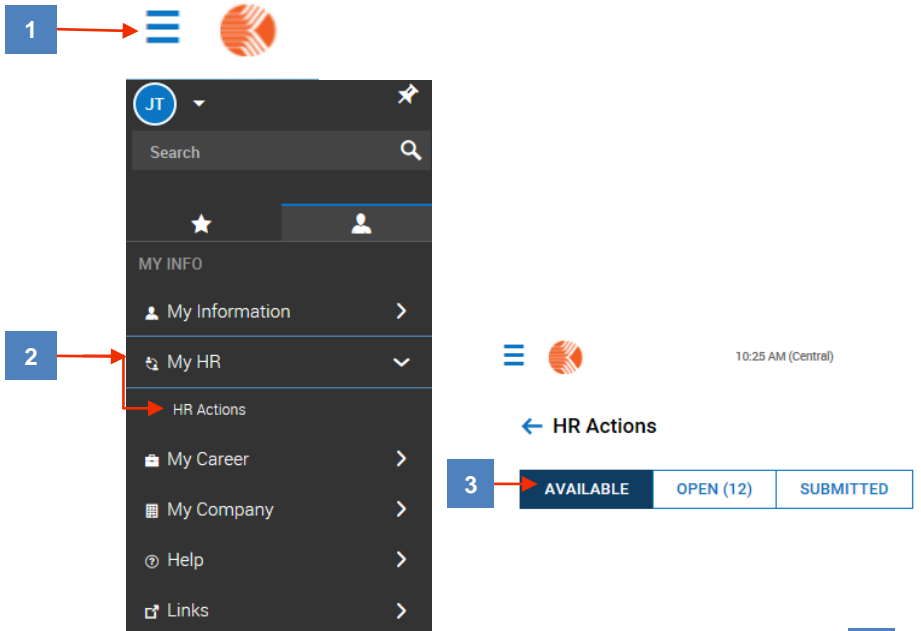 1
JT
Search
MY INFO
My Information
2
My HR
HR Actions
My Career
My Company
Help
Links
10:25 AM (Central)
HR Actions
3
AVAILABLE
OPEN (12)
SUBMITTED